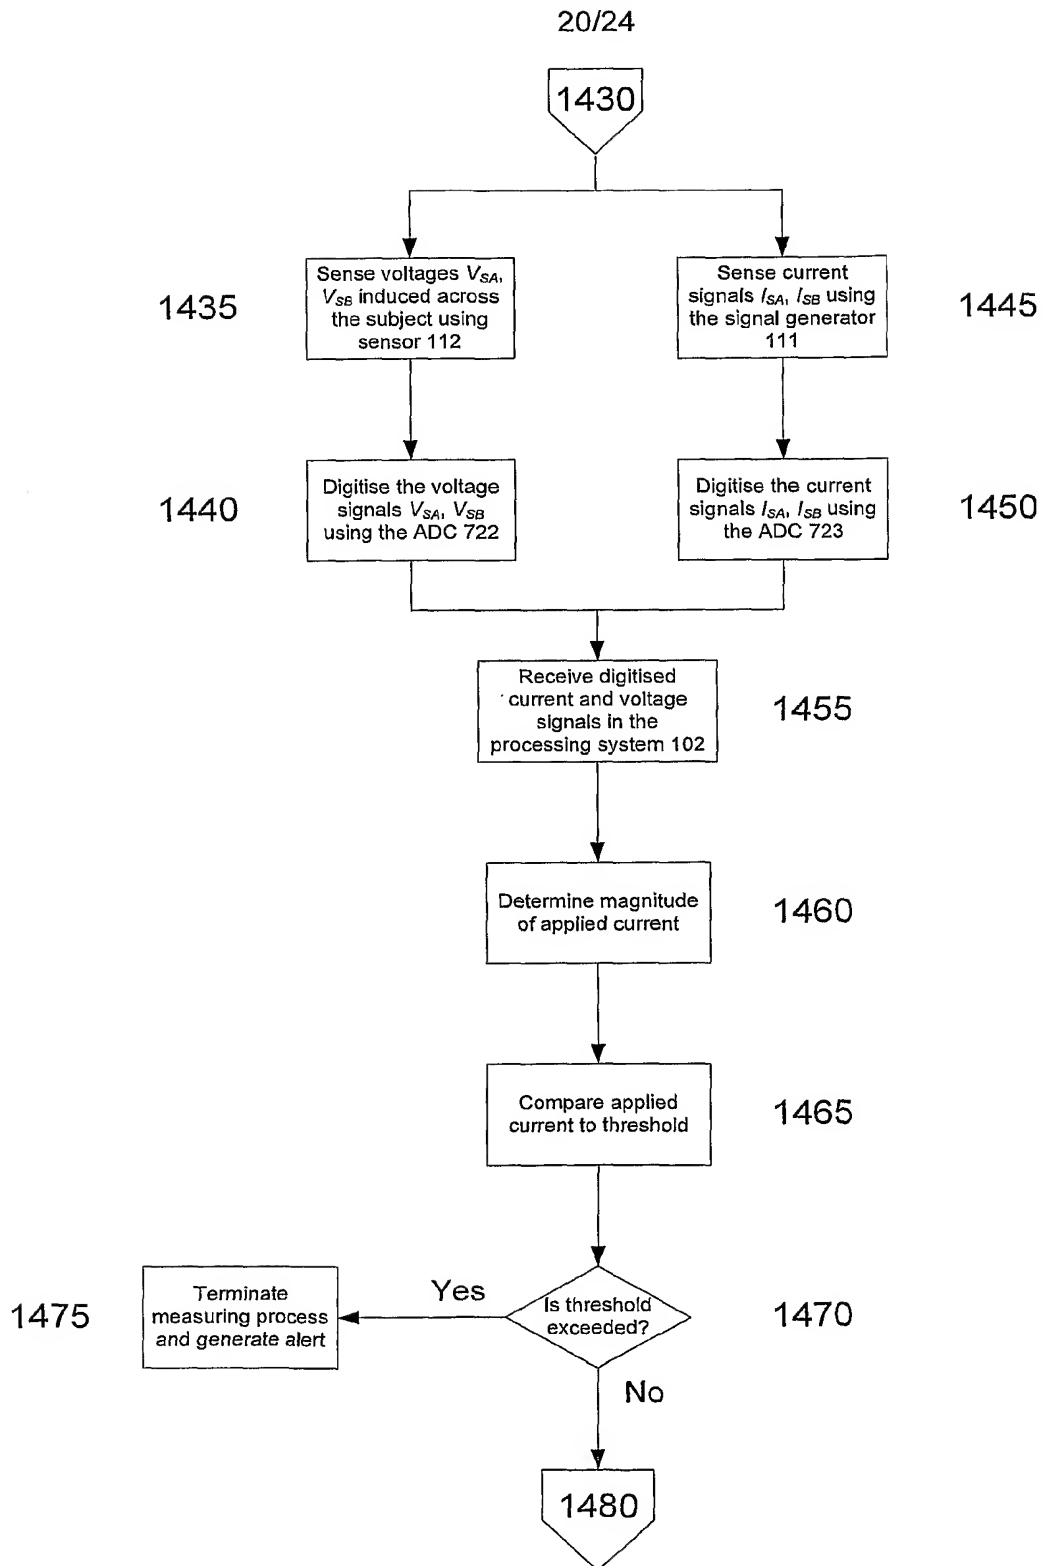 20/24
1430
1435
Sense voltages VSA,
VSB induced across
the subject using
sensor 112
Sense current
signals ISA, ISB using
the signal generator
111
1445
1440
Digitise the voltage
signals VSA, VSB
using the ADC 722
Digitise the current
signals ISA, ISB using
the ADC 723
1450
Receive digitised
current and voltage
signals in the
processing system 102
1455
Determine magnitude
of applied current
1460
Compare applied
current to threshold
1465
1475
Terminate
measuring process
and generate alert
Yes
Is threshold
exceeded?
1470
No
1480